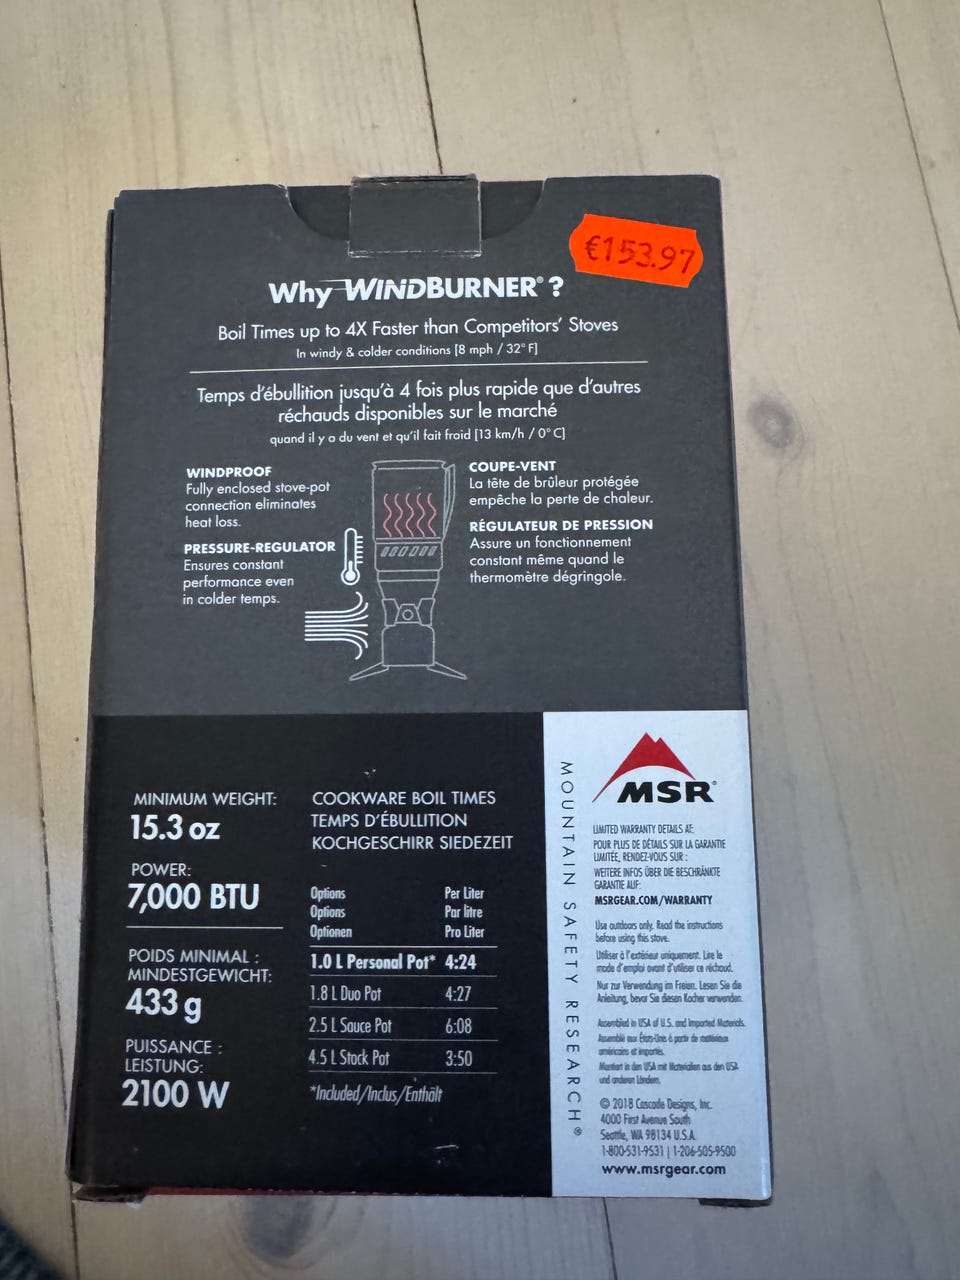 €153.97
Why WINDBURNER® ?
Boil Times up to 4X Faster than Competitors' Stoves
In windy & colder conditions [8 mph / 32° F]
Temps d'ébullition jusqu'à 4 fois plus rapide que d'autres
réchauds disponibles sur le marché
quand il y a du vent et qu'il fait froid [13 km/h / 0° C]
WINDPROOF
Fully enclosed stove-pot
connection eliminates
heat loss.
PRESSURE-REGULATOR
Ensures constant
performance even
in colder temps.
COUPE-VENT
La tête de brûleur protégée
empêche la perte de chaleur.
RÉGULATEUR DE PRESSION
Assure un fonctionnement
constant même quand le
thermomètre dégringole.
MINIMUM WEIGHT:
15.3 oz
POWER:
7,000 BTU
POIDS MINIMAL :
MINDESTGEWICHT:
433 g
PUISSANCE :
LEISTUNG:
2100 W
COOKWARE BOIL TIMES
TEMPS D'ÉBULLITION
KOCHGESCHIRR SIEDEZEIT
Options Per Liter
Options Par litre
Optionen Pro Liter
1.0 L Personal Pot* 4:24
1.8 L Duo Pot 4:27
2.5 L Sauce Pot 6:08
4.5 L Stock Pot 3:50
*Included/Inclus/Enthält
MOUNTAIN SAFETY RESEARCH®
MSR®
LIMITED WARRANTY DETAILS AT:
POUR PLUS DE DÉTAILS SUR LA GARANTIE
LIMITÉE, RENDEZ-VOUS SUR :
WEITERE INFOS ÜBER DIE BESCHRÄNKTE
GARANTIE AUF:
MSRGEAR.COM/WARRANTY
Use outdoors only. Read the instructions
before using this stove.
Utiliser à l'extérieur uniquement. Lire le
mode d'emploi avant d'utiliser ce réchaud.
Nur zur Verwendung im Freien. Lesen Sie die
Anleitung, bevor Sie diesen Kocher verwenden.
Assembled in USA of U.S. and Imported Materials.
Assemblé aux États-Unis à partir de matériaux
américains et importés.
Montiert in den USA mit Materialien aus den USA
und anderen Ländern.
© 2018 Cascade Designs, Inc.
4000 First Avenue South
Seattle, WA 98134 U.S.A.
1-800-531-9531 | 1-206-505-9500
www.msrgear.com